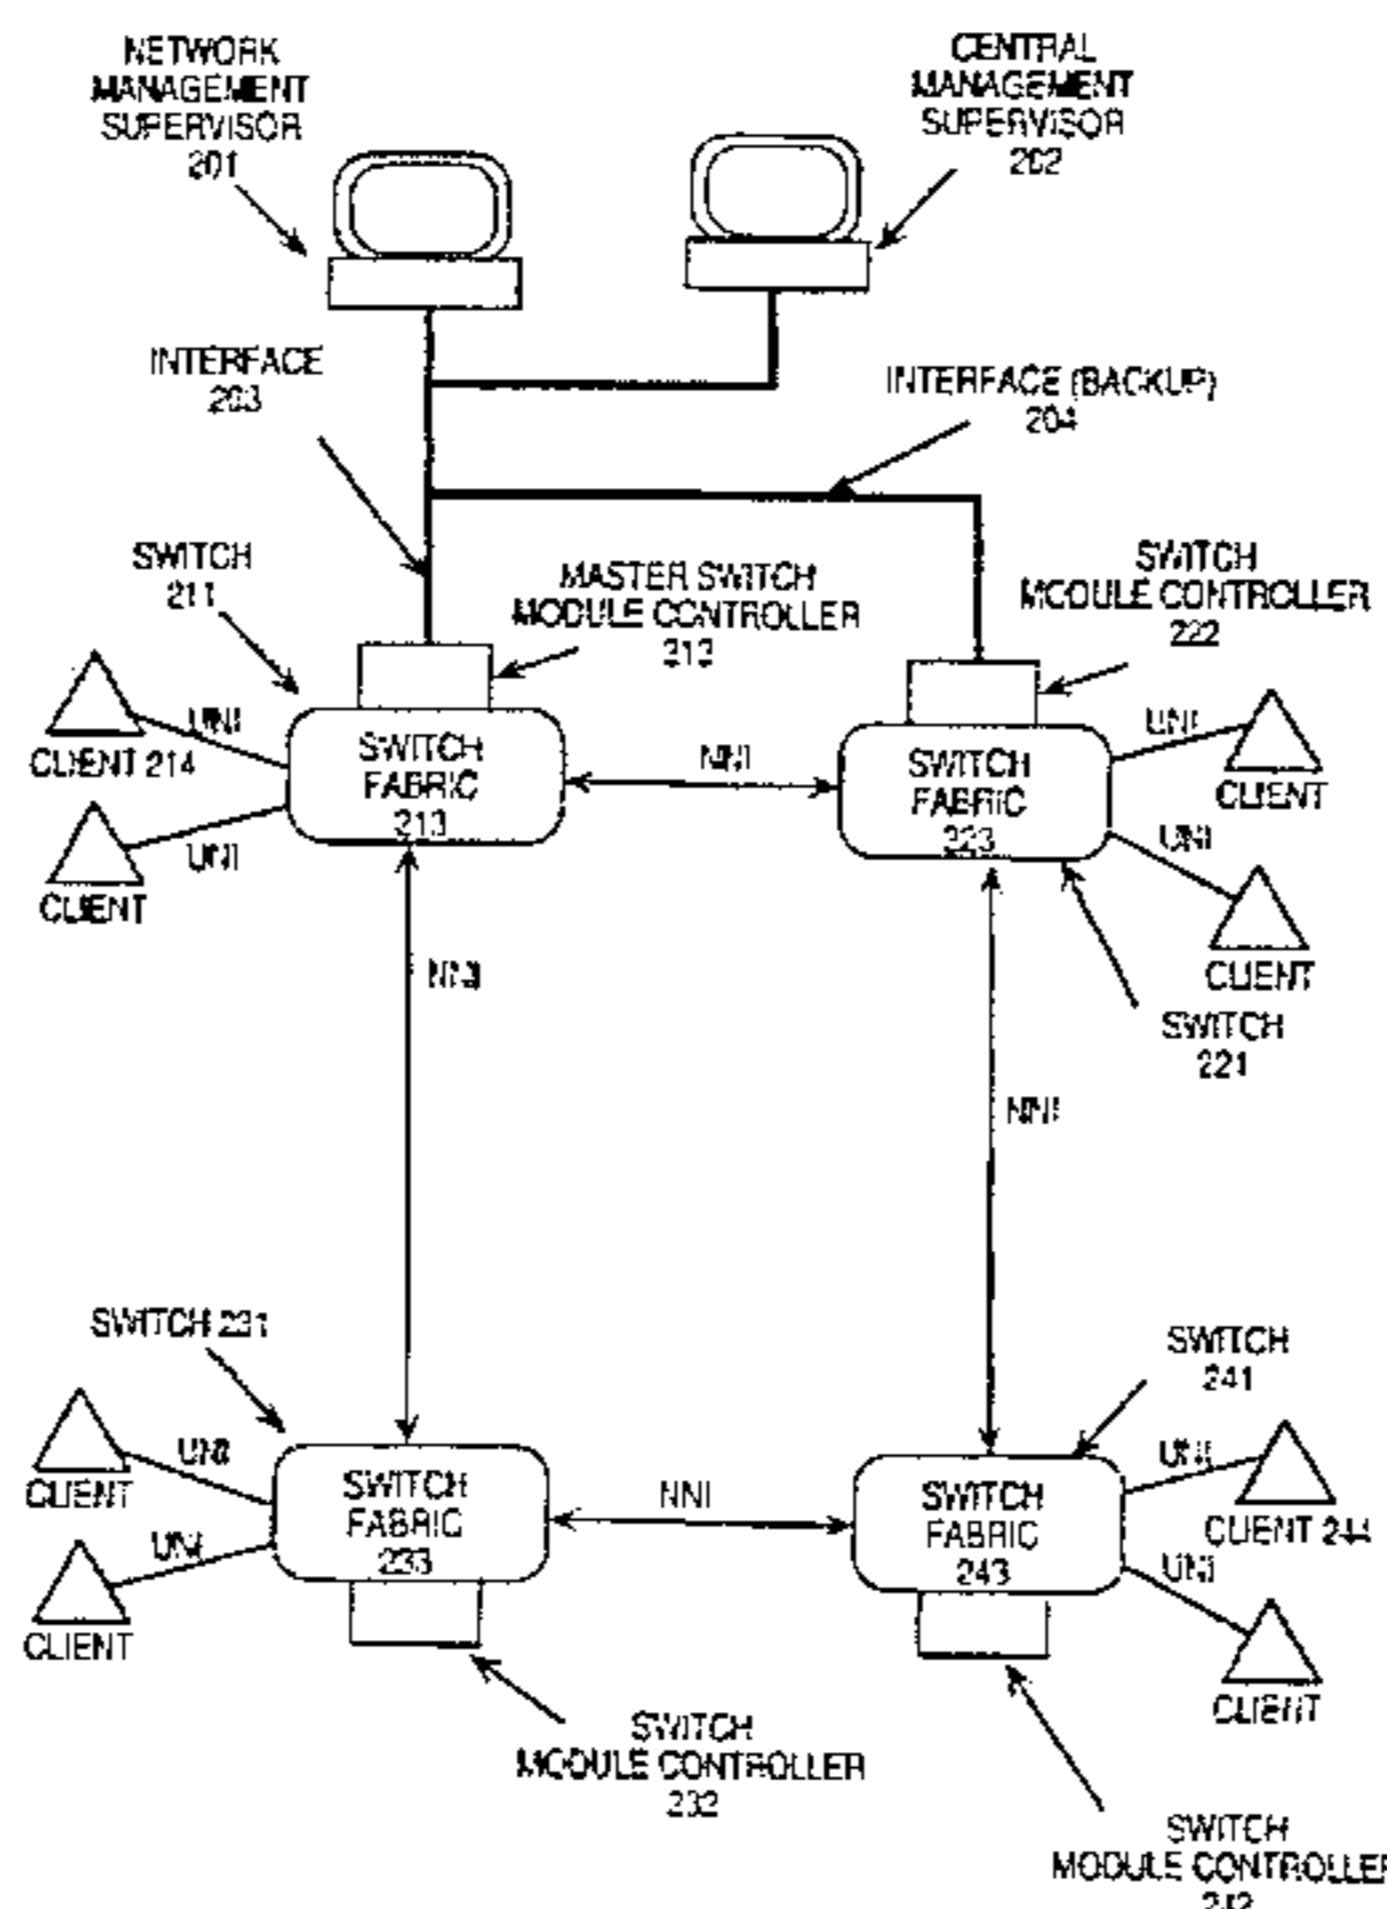 NETWORK
MANAGEMENT
SUPERVISOR
201
CENTRAL
MANAGEMENT
SUPERVISOR
202
INTERFACE
203
INTERFACE (BACKUP)
204
SWITCH
211
MASTER SWITCH
MODULE CONTROLLER
212
SWITCH
MODULE CONTROLLER
222
UNI
CLIENT 214
UNI
CLIENT
SWITCH
FABRIC
213
NNI
SWITCH
FABRIC
223
UNI
CLIENT
UNI
CLIENT
SWITCH
221
NNI
NNI
SWITCH 231
SWITCH
241
UNI
CLIENT
UNI
CLIENT
SWITCH
FABRIC
233
NNI
SWITCH
FABRIC
243
UNI
CLIENT 244
UNI
CLIENT
SWITCH
MODULE CONTROLLER
232
SWITCH
MODULE CONTROLLER
242